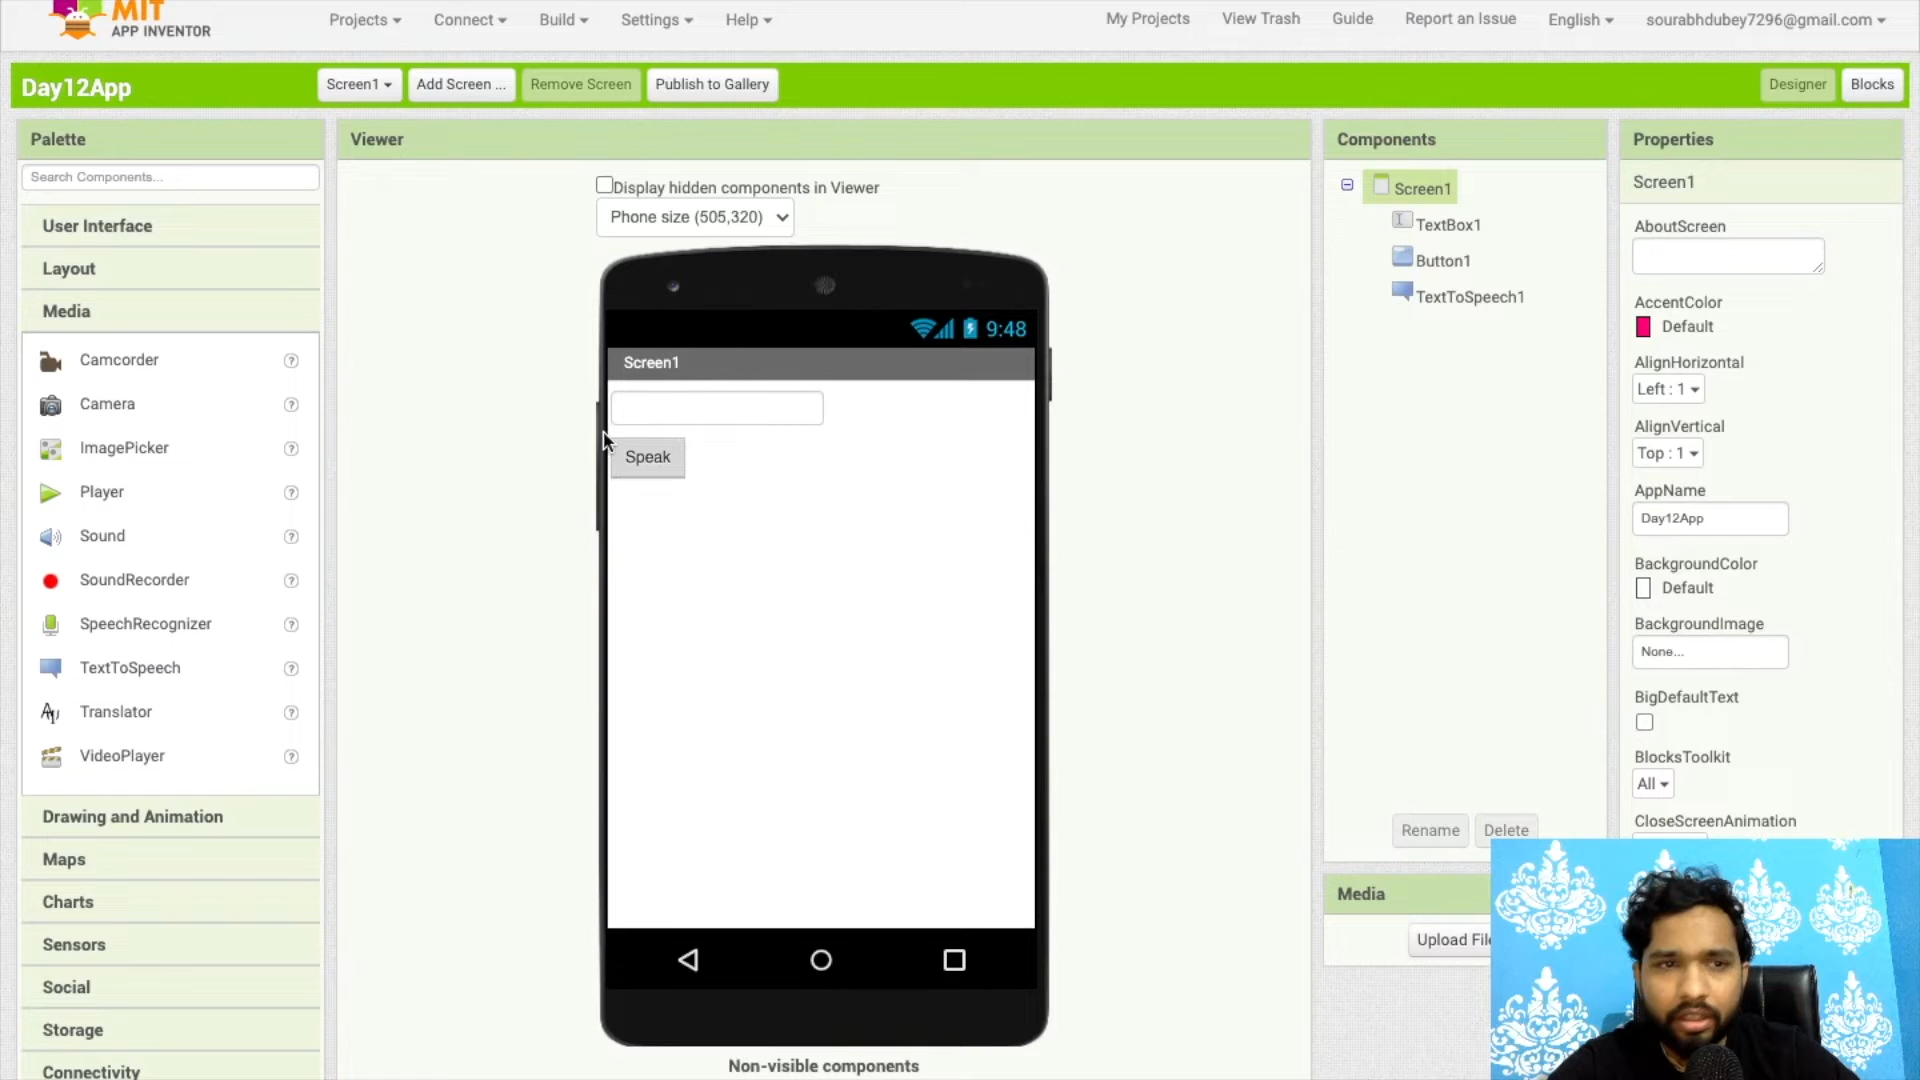 MIT
APP INVENTOR
Projects
Connect
Build
Settings
Help
My Projects
View Trash
Guide
Report an Issue
English
sourabhdubey7296@gmail.com
Day12App
Screen1
Add Screen ...
Remove Screen
Publish to Gallery
Designer
Blocks
Palette
Search Components...
User Interface
Layout
Media
Camcorder
Camera
ImagePicker
Player
Sound
SoundRecorder
SpeechRecognizer
TextToSpeech
Translator
VideoPlayer
Drawing and Animation
Maps
Charts
Sensors
Social
Storage
Connectivity
Viewer
Display hidden components in Viewer
Phone size (505,320)
9:48
Screen1
Speak
Non-visible components
Components
Screen1
TextBox1
Button1
TextToSpeech1
Rename
Delete
Media
Upload File
Properties
Screen1
AboutScreen
AccentColor
Default
AlignHorizontal
Left : 1
AlignVertical
Top : 1
AppName
Day12App
BackgroundColor
Default
BackgroundImage
None...
BigDefaultText
BlocksToolkit
All
CloseScreenAnimation